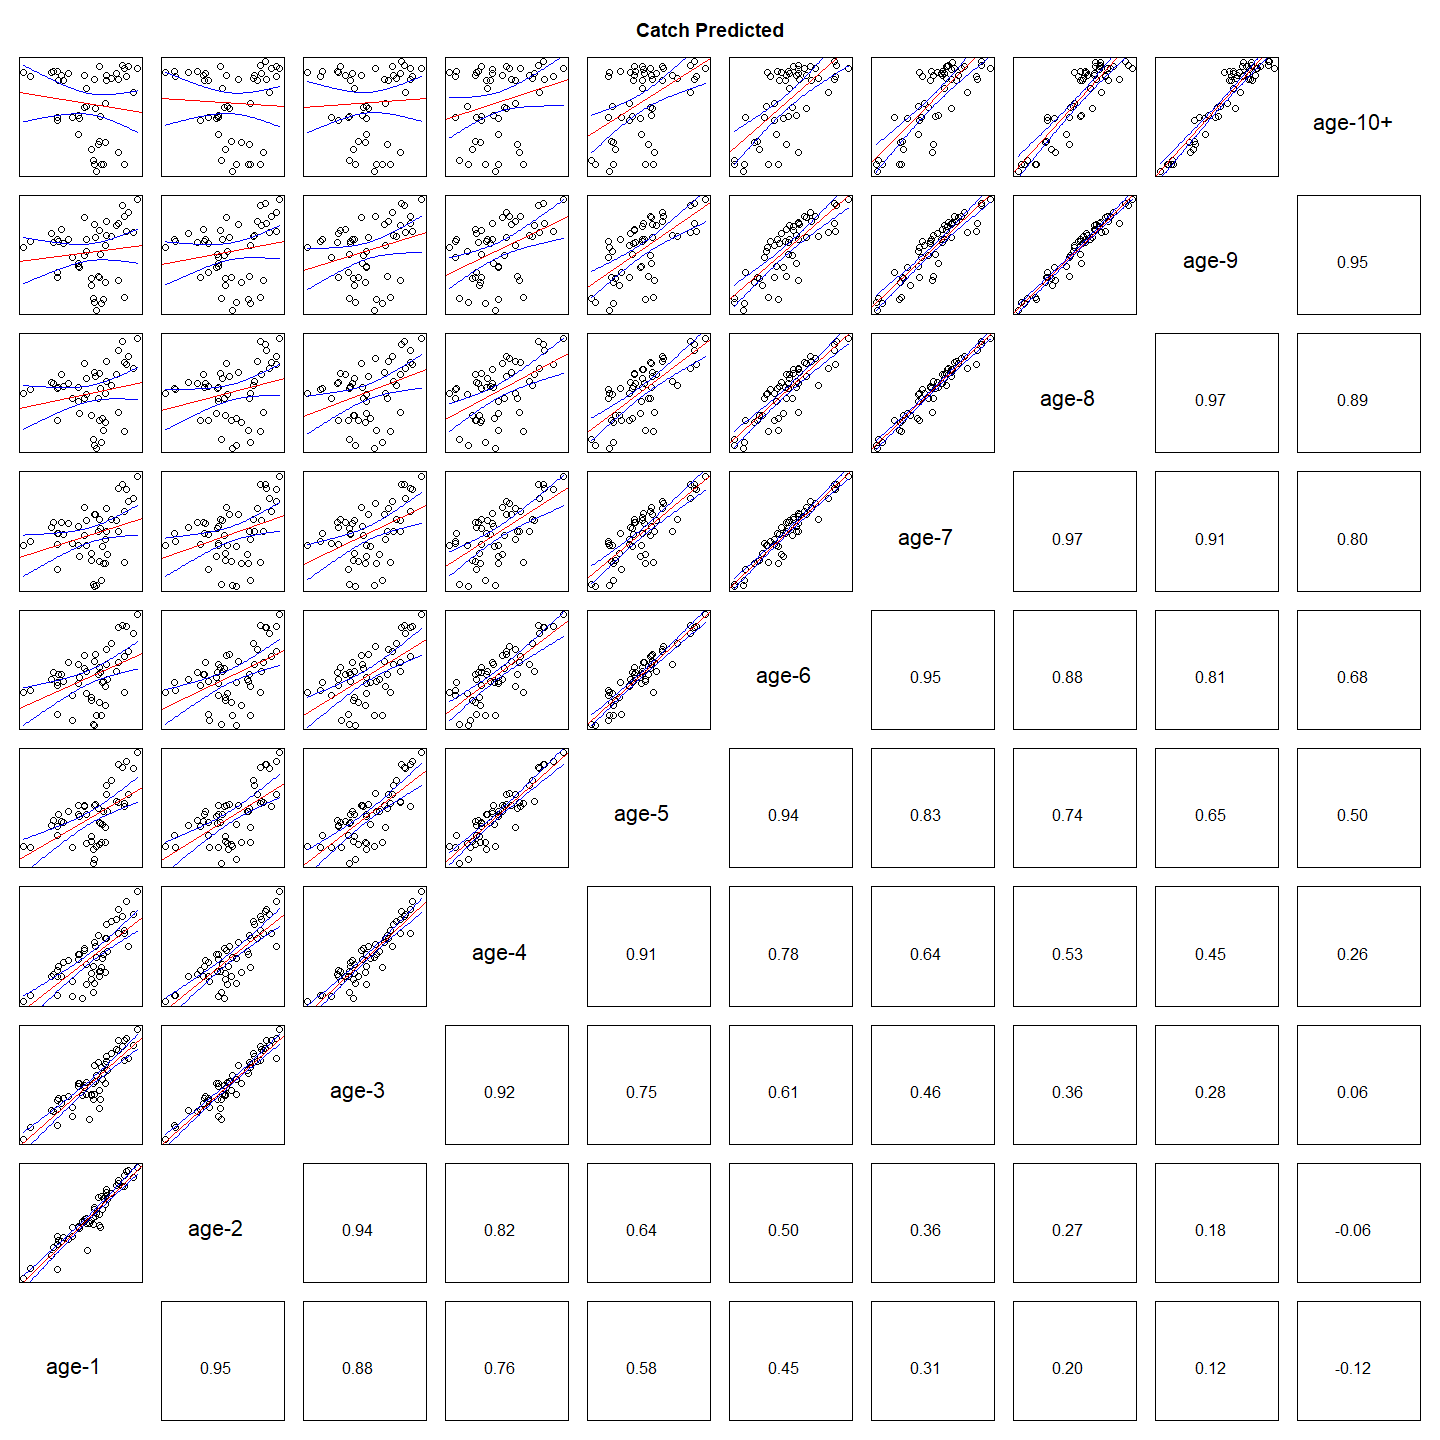 Catch Predicted
age-10+
age-9 0.95
age-8 0.97 0.89
age-7 0.97 0.91 0.80
age-6 0.95 0.88 0.81 0.68
age-5 0.94 0.83 0.74 0.65 0.50
age-4 0.91 0.78 0.64 0.53 0.45 0.26
age-3 0.92 0.75 0.61 0.46 0.36 0.28 0.06
age-2 0.94 0.82 0.64 0.50 0.36 0.27 0.18 -0.06
age-1 0.95 0.88 0.76 0.58 0.45 0.31 0.20 0.12 -0.12